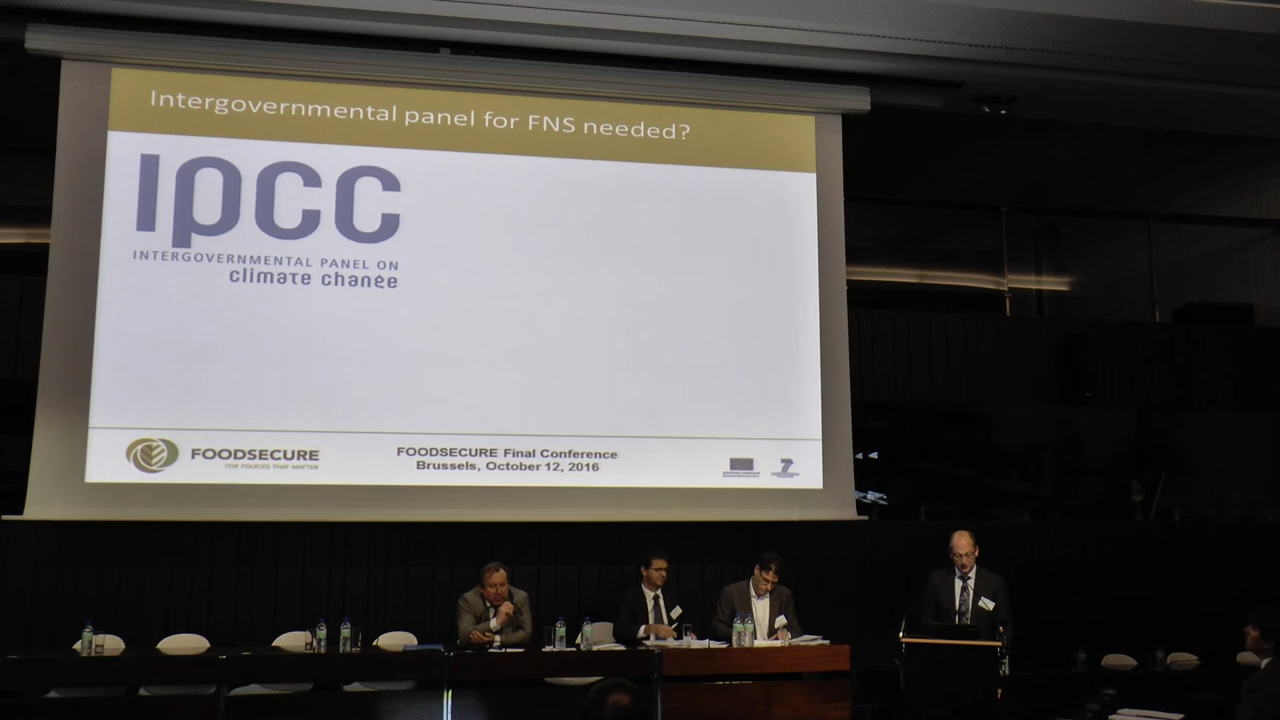 Intergovernmental panel for FNS needed?
ipcc
INTERGOVERNMENTAL PANEL ON
climate change
FOODSECURE
FOR POLICIES THAT MATTER
FOODSECURE Final Conference
Brussels, October 12, 2016